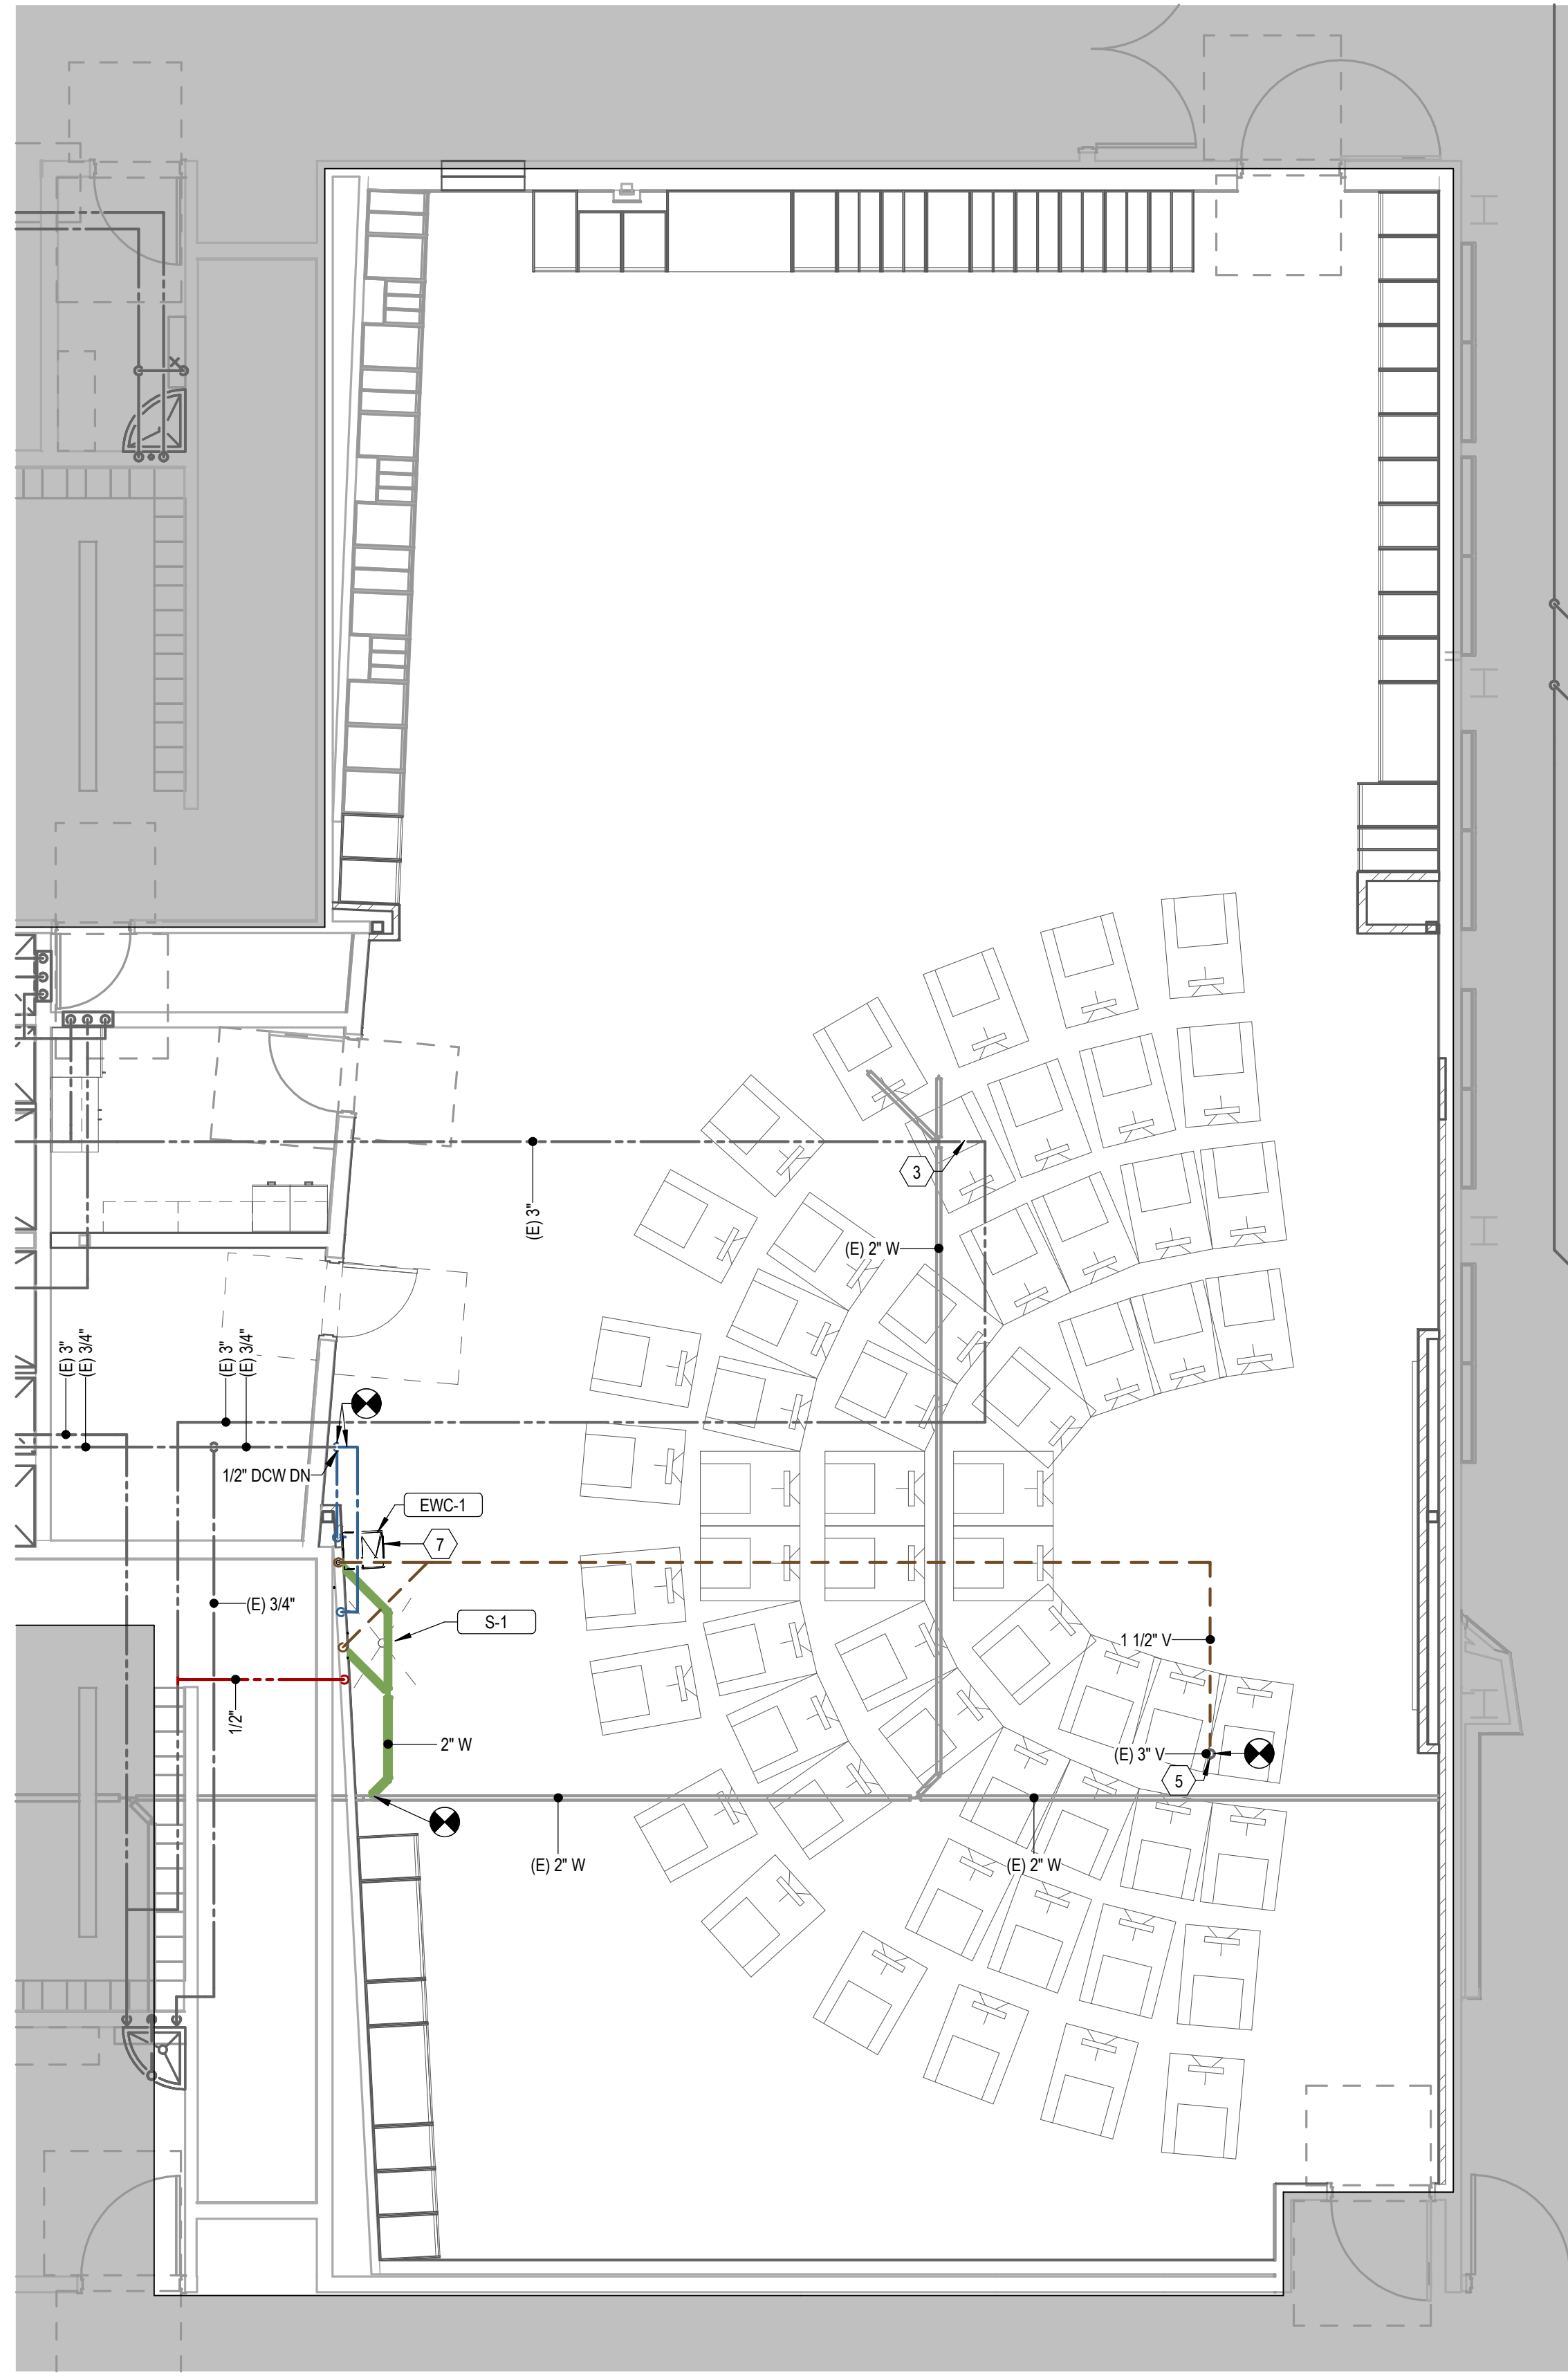 (E) 3"
3
(E) 2" W
(E) 3"
(E) 3/4"
(E) 3"
(E) 3/4"
1/2" DCW DN
EWC-1
7
(E) 3/4"
S-1
1 1/2" V
1/2"
2" W
(E) 3" V
5
(E) 2" W
(E) 2" W